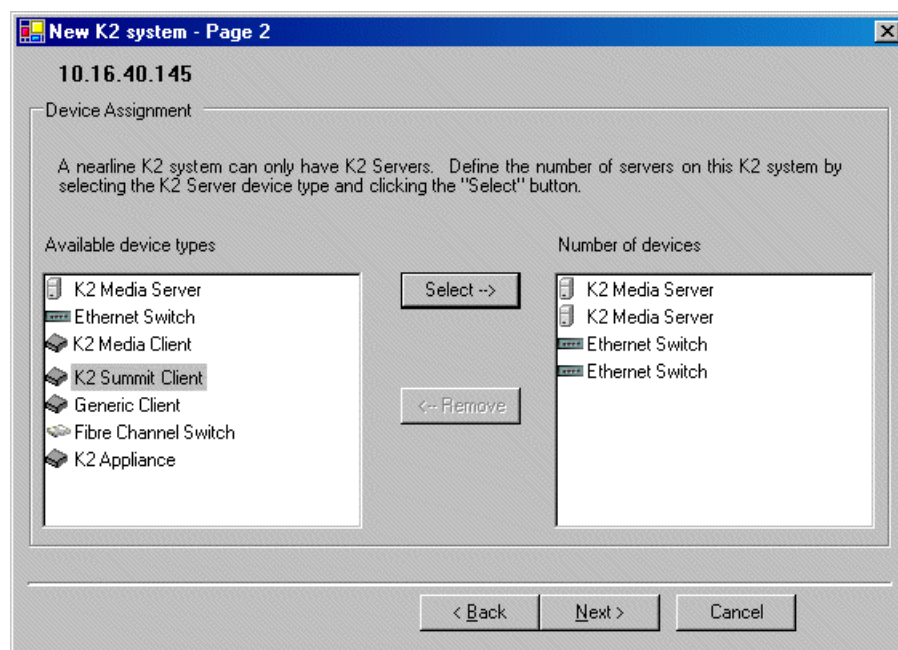 New K2 system - Page 2
10.16.40.145
Device Assignment
A nearline K2 system can only have K2 Servers. Define the number of servers on this K2 system by
selecting the K2 Server device type and clicking the "Select" button.
Available device types
Number of devices
K2 Media Server
Ethernet Switch
K2 Media Client
K2 Summit Client
Generic Client
Fibre Channel Switch
K2 Appliance
Select -->
<-- Remove
K2 Media Server
K2 Media Server
Ethernet Switch
Ethernet Switch
< Back
Next >
Cancel